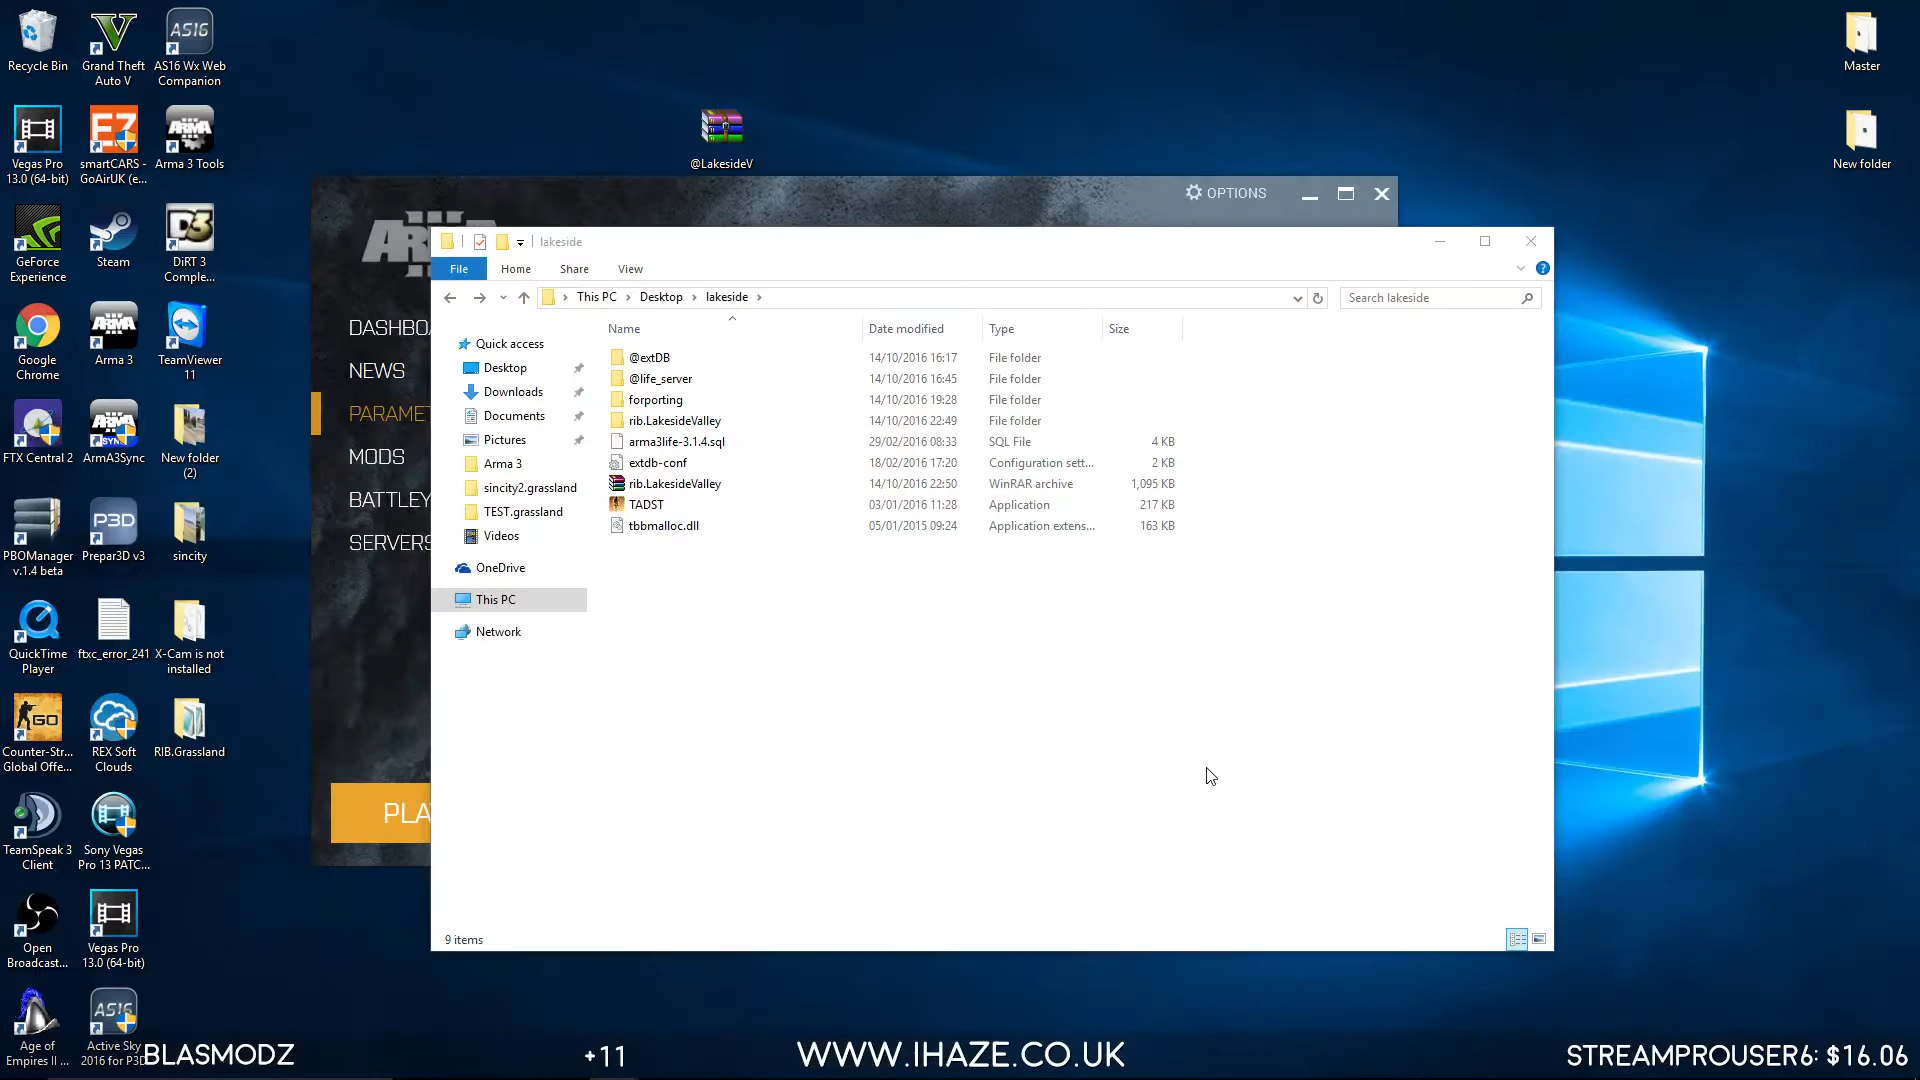 Recycle Bin
Grand Theft
Auto V
AS16
AS16 Wx Web
Companion
Master
Vegas Pro
13.0 (64-bit)
smartCARS -
GoAirUK (e...
Arma 3 Tools
@LakesideV
New folder
OPTIONS
GeForce
Experience
Steam
DiRT 3
Comple...
lakeside
File
Home
Share
View
This PC
Desktop
lakeside
Search lakeside
Name
Date modified
Type
Size
Google
Chrome
Arma 3
TeamViewer
11
DASHBOA
NEWS
PARAMET
MODS
BATTLEY
SERVERS
PLA
Quick access
Desktop
Downloads
Documents
Pictures
Arma 3
sincity2.grassland
TEST.grassland
Videos
OneDrive
This PC
Network
@extDB 14/10/2016 16:17 File folder
@life_server 14/10/2016 16:45 File folder
forporting 14/10/2016 19:28 File folder
rib.LakesideValley 14/10/2016 22:49 File folder
arma3life-3.1.4.sql 29/02/2016 08:33 SQL File 4 KB
extdb-conf 18/02/2016 17:20 Configuration sett... 2 KB
rib.LakesideValley 14/10/2016 22:50 WinRAR archive 1,095 KB
TADST 03/01/2016 11:28 Application 217 KB
tbbmalloc.dll 05/01/2015 09:24 Application extens... 163 KB
FTX Central 2
ArmA3Sync
New folder
(2)
PBOManager
v.1.4 beta
P3D
Prepar3D v3
sincity
QuickTime
Player
ftxc_error_241
X-Cam is not
installed
GO
Counter-Str...
Global Offe...
REX Soft
Clouds
RIB.Grassland
TeamSpeak 3
Client
Sony Vegas
Pro 13 PATC...
Open
Broadcast...
Vegas Pro
13.0 (64-bit)
9 items
Age of
Empires II ...
AS16
Active Sky
2016 for P3D
BLASMODZ
+11
WWW.IHAZE.CO.UK
STREAMPROUSER6: $16.06